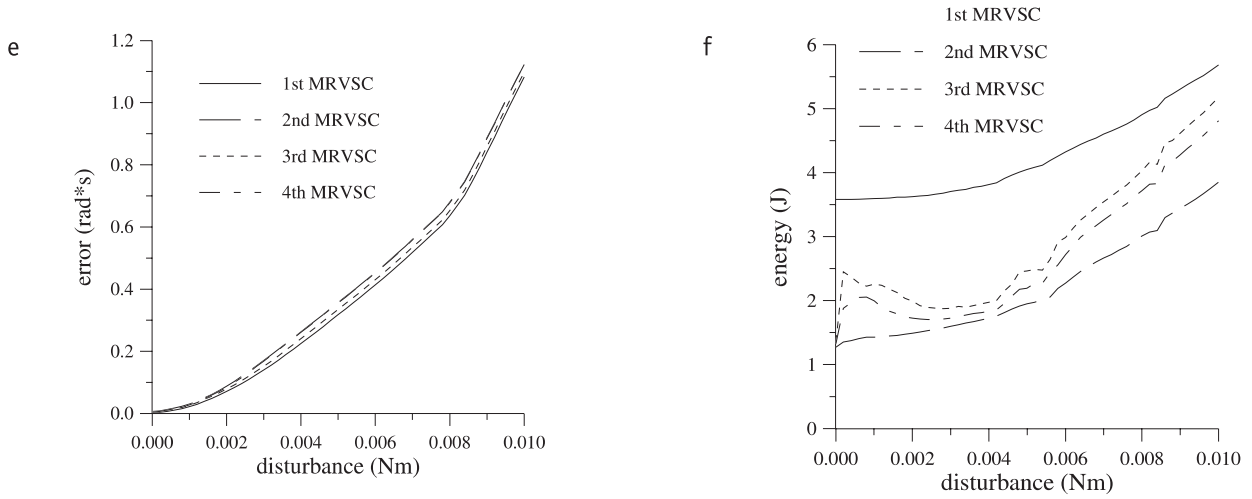 e
1.2
1.0
0.8
0.6
0.4
0.2
0.0
error (rad*s)
1st MRVSC
2nd MRVSC
3rd MRVSC
4th MRVSC
0.000 0.002 0.004 0.006 0.008 0.010
disturbance (Nm)
f
6
5
4
3
2
1
0
energy (J)
1st MRVSC
2nd MRVSC
3rd MRVSC
4th MRVSC
0.000 0.002 0.004 0.006 0.008 0.010
disturbance (Nm)